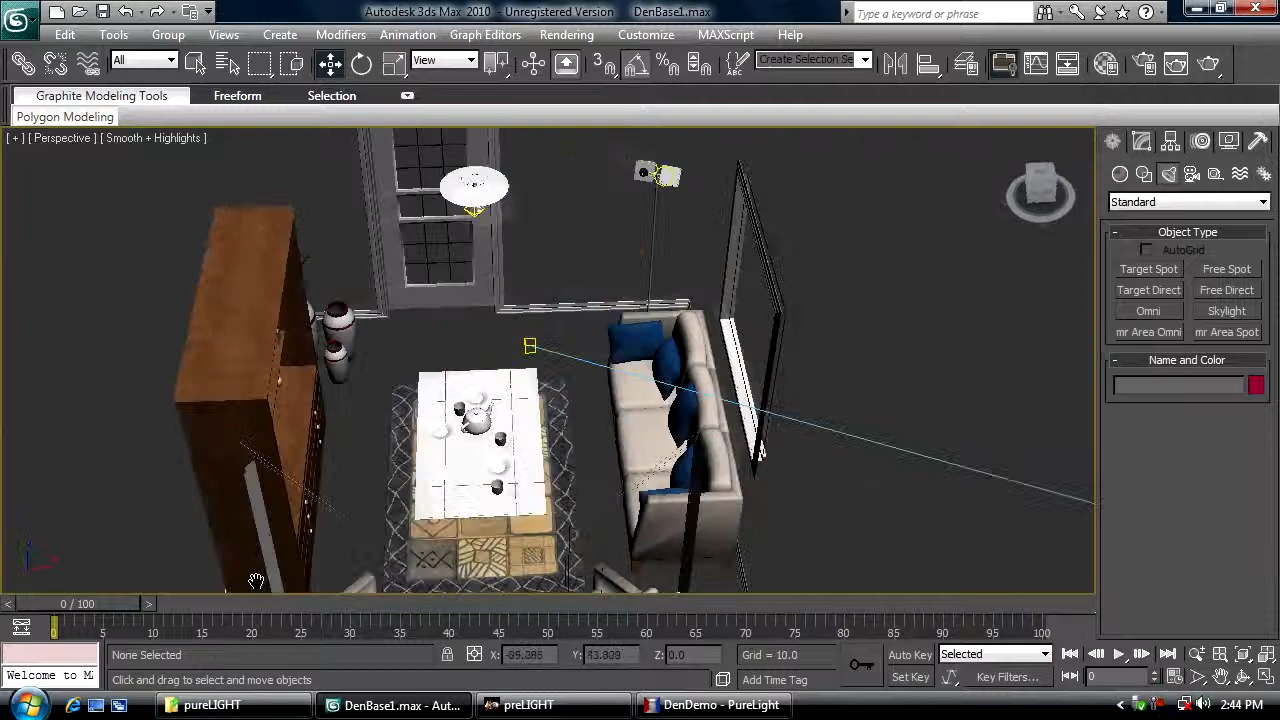 Autodesk 3ds Max 2010 - Unregistered Version DenBase1.max
Type a keyword or phrase
Edit Tools Group Views Create Modifiers Animation Graph Editors Rendering Customize MAXScript Help
All View Create Selection Se
Graphite Modeling Tools Freeform Selection
Polygon Modeling
[ + ] [ Perspective ] [ Smooth + Highlights ]
Standard
- Object Type
AutoGrid
Target Spot Free Spot
Target Direct Free Direct
Omni Skylight
mr Area Omni mr Area Spot
- Name and Color
< 0 / 100 >
0 5 10 15 20 25 30 35 40 45 50 55 60 65 70 75 80 85 90 95 100
None Selected X: Y: Z: 0.0 Grid = 10.0 Auto Key Selected
Welcome to M Click and drag to select and move objects Add Time Tag Set Key Key Filters... 0
pureLIGHT DenBase1.max - Aut... preLIGHT DenDemo - PureLight 2:44 PM